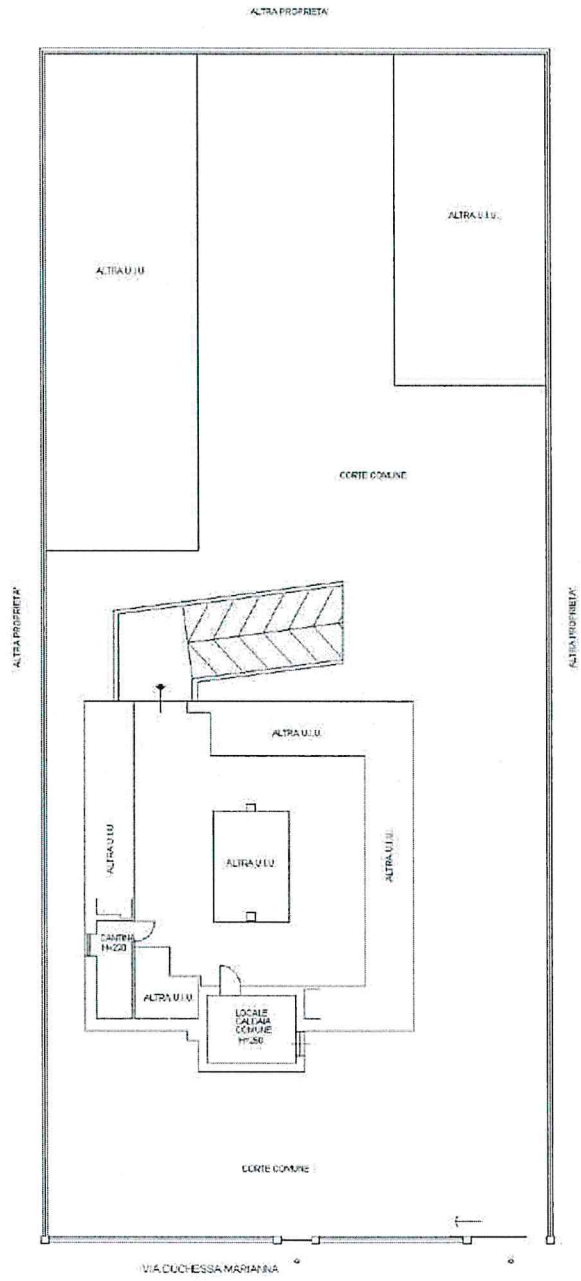 ALTRA PROPRIETA'
ALTRA U.I.U.
ALTRA U.I.U.
CORTE COMUNE
ALTRA PROPRIETA'
ALTRA PROPRIETA'
ALTRA U.I.U.
ALTRA U.I.U.
ALTRA U.I.U.
ALTRA U.I.U.
CANTINA
H=220
ALTRA U.I.U.
LOCALE
CALDAIA
COMUNE
H=250
CORTE COMUNE
VIA DUCHESSA MARIANNA